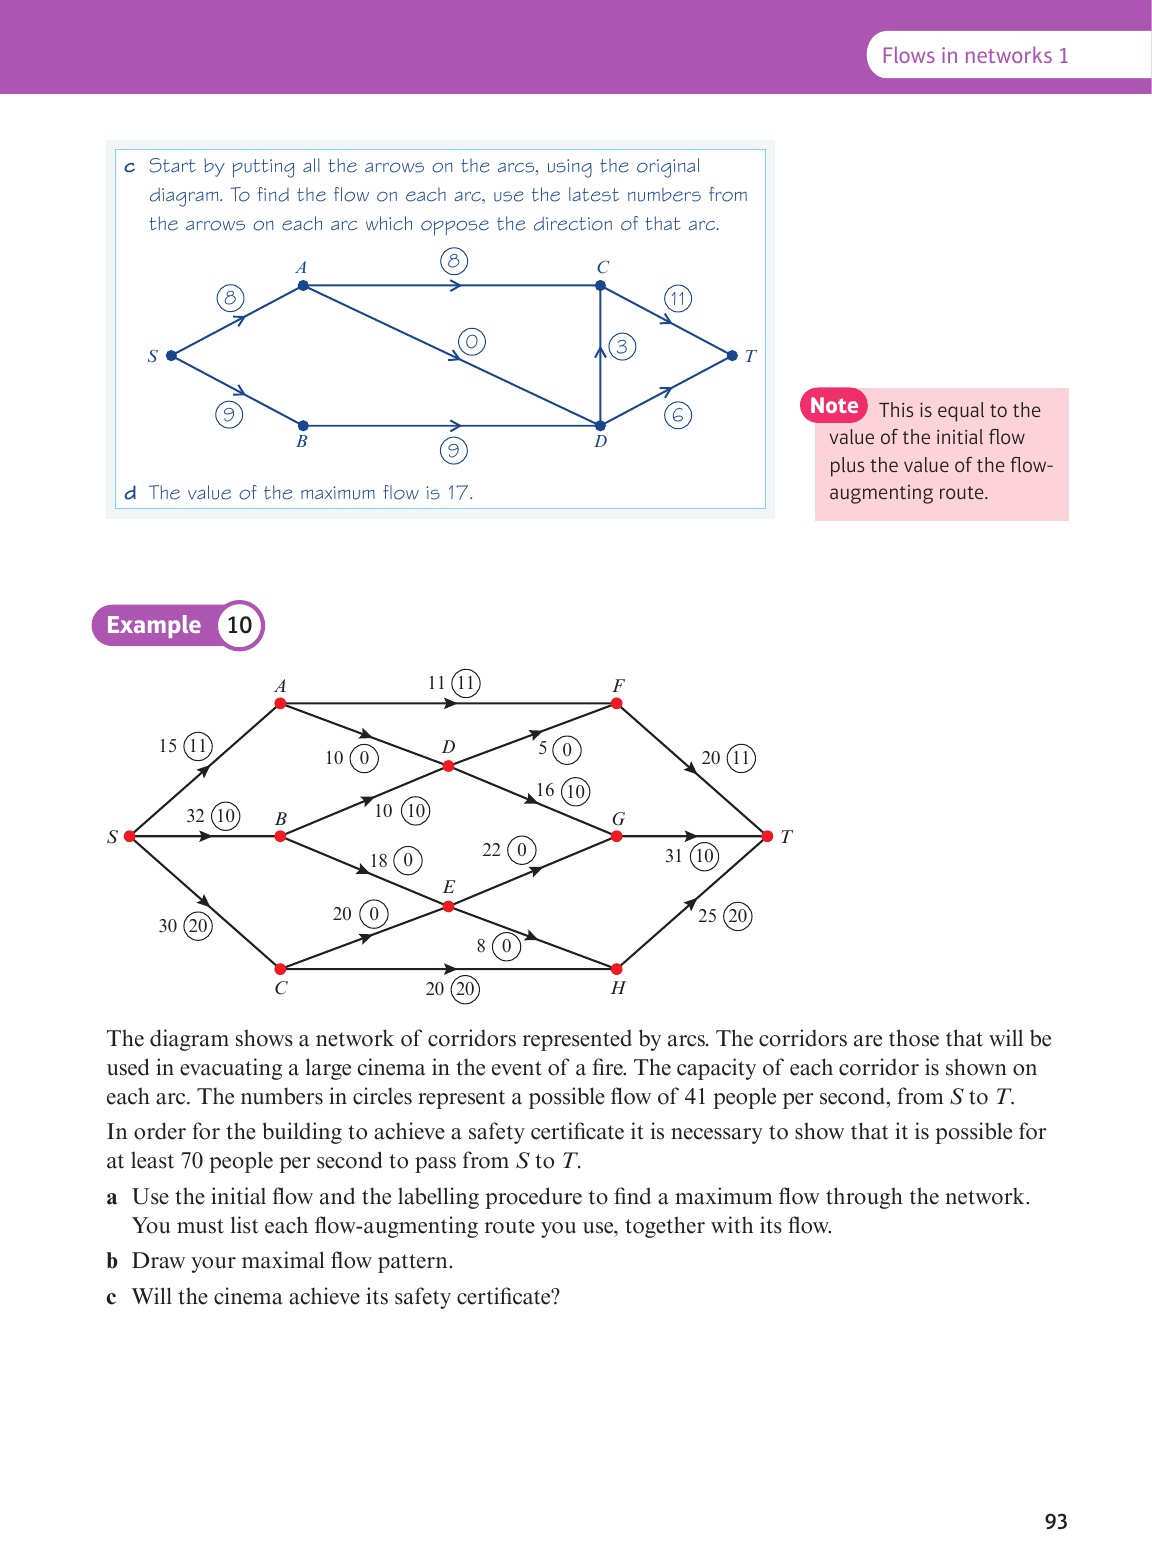 Flows in networks 1
c Start by putting all the arrows on the arcs, using the original
diagram. To find the flow on each arc, use the latest numbers from
the arrows on each arc which oppose the direction of that arc.
8
A
C
8
11
0
3
S
T
9
6
B
D
9
d The value of the maximum flow is 17.
Note This is equal to the
value of the initial flow
plus the value of the flow-
augmenting route.
Example 10
11 11
A
F
15 11
10 0
D
5 0
20 11
32 10
B
10 10
16 10
G
S
T
18 0
22 0
31 10
E
30 20
20 0
8 0
25 20
C
20 20
H
The diagram shows a network of corridors represented by arcs. The corridors are those that will be
used in evacuating a large cinema in the event of a fire. The capacity of each corridor is shown on
each arc. The numbers in circles represent a possible flow of 41 people per second, from S to T.
In order for the building to achieve a safety certificate it is necessary to show that it is possible for
at least 70 people per second to pass from S to T.
a Use the initial flow and the labelling procedure to find a maximum flow through the network.
You must list each flow-augmenting route you use, together with its flow.
b Draw your maximal flow pattern.
c Will the cinema achieve its safety certificate?
93